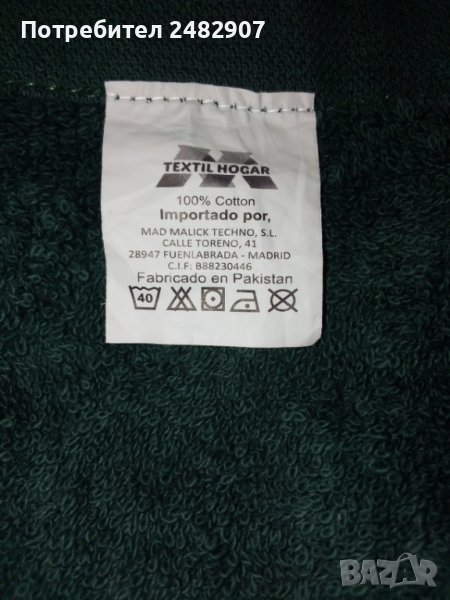 Потребител 2482907
TEXTIL HOGAR
100% Cotton
Importado por,
MAD MALICK TECHNO, S.L.
CALLE TORENO, 41
28947 FUENLABRADA - MADRID
C.I.F: B88230446
Fabricado en Pakistan
40
BAZAR